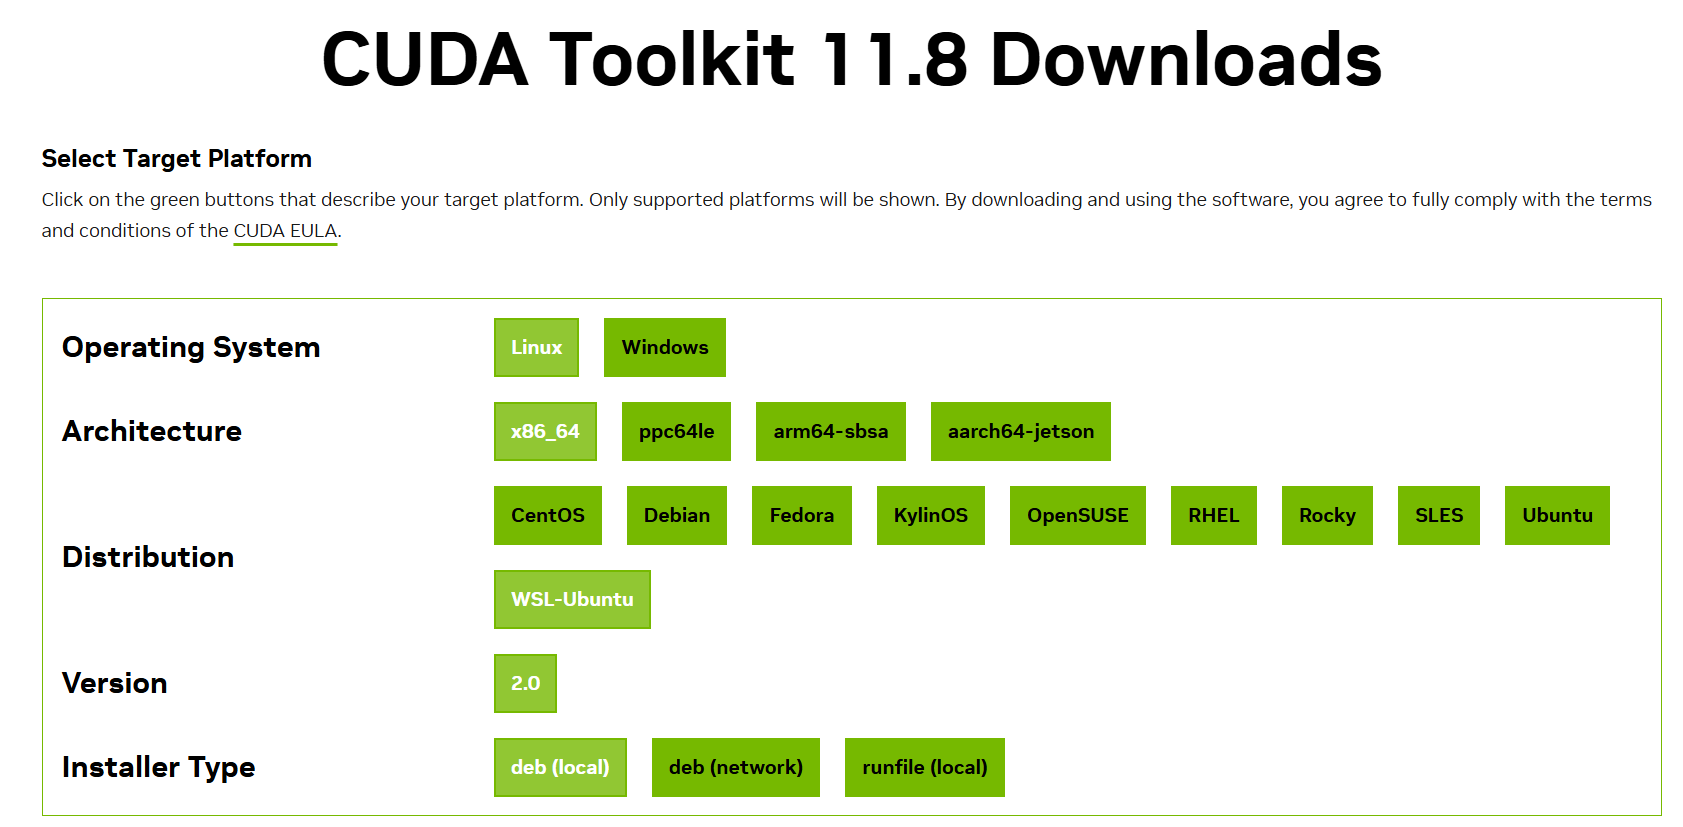 CUDA Toolkit 11.8 Downloads
Select Target Platform
Click on the green buttons that describe your target platform. Only supported platforms will be shown. By downloading and using the software, you agree to fully comply with the terms
and conditions of the CUDA EULA.
Operating System Linux Windows
Architecture x86_64 ppc64le arm64-sbsa aarch64-jetson
Distribution CentOS Debian Fedora KylinOS OpenSUSE RHEL Rocky SLES Ubuntu
WSL-Ubuntu
Version 2.0
Installer Type deb (local) deb (network) runfile (local)